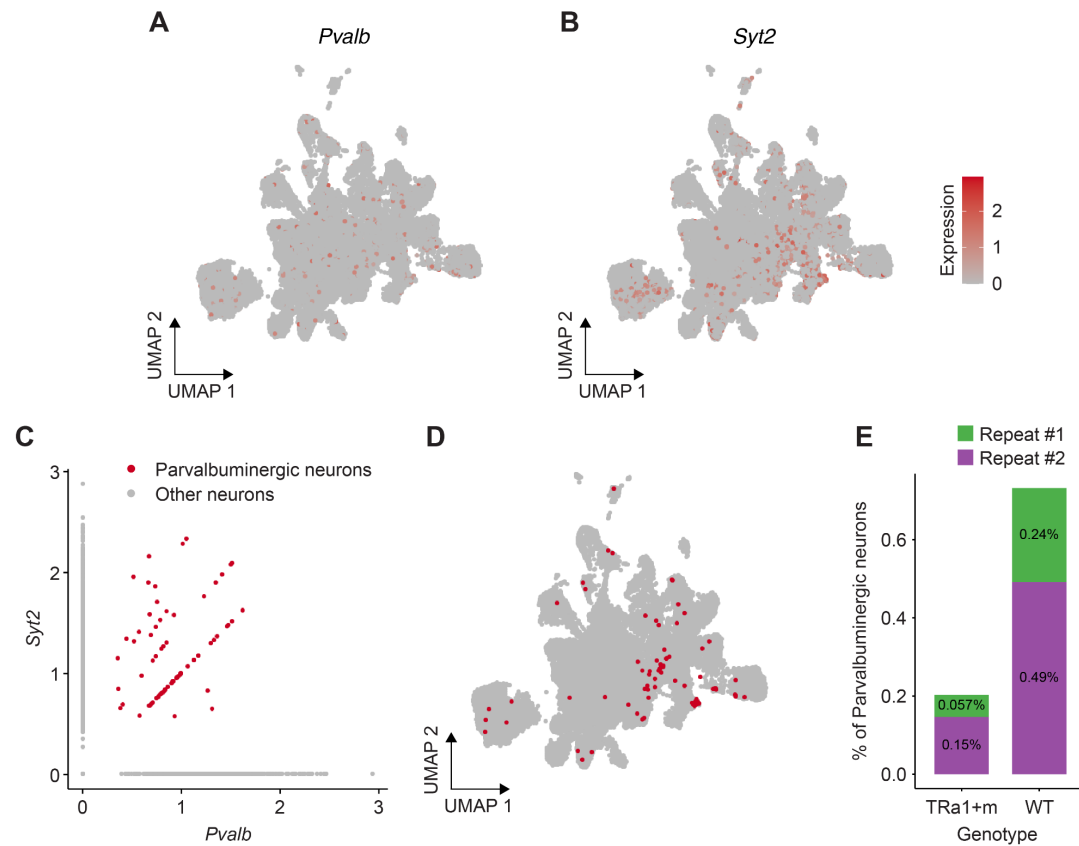 A
Pvalb
UMAP 2
UMAP 1
B
Syt2
UMAP 2
UMAP 1
Expression
2
1
0
C
Parvalbuminergic neurons
Other neurons
Syt2
3
2
1
0
0
1
2
3
Pvalb
D
UMAP 2
UMAP 1
E
Repeat #1
Repeat #2
% of Parvalbuminergic neurons
0.6
0.4
0.2
0.0
0.057%
0.15%
0.24%
0.49%
TRa1+m
WT
Genotype